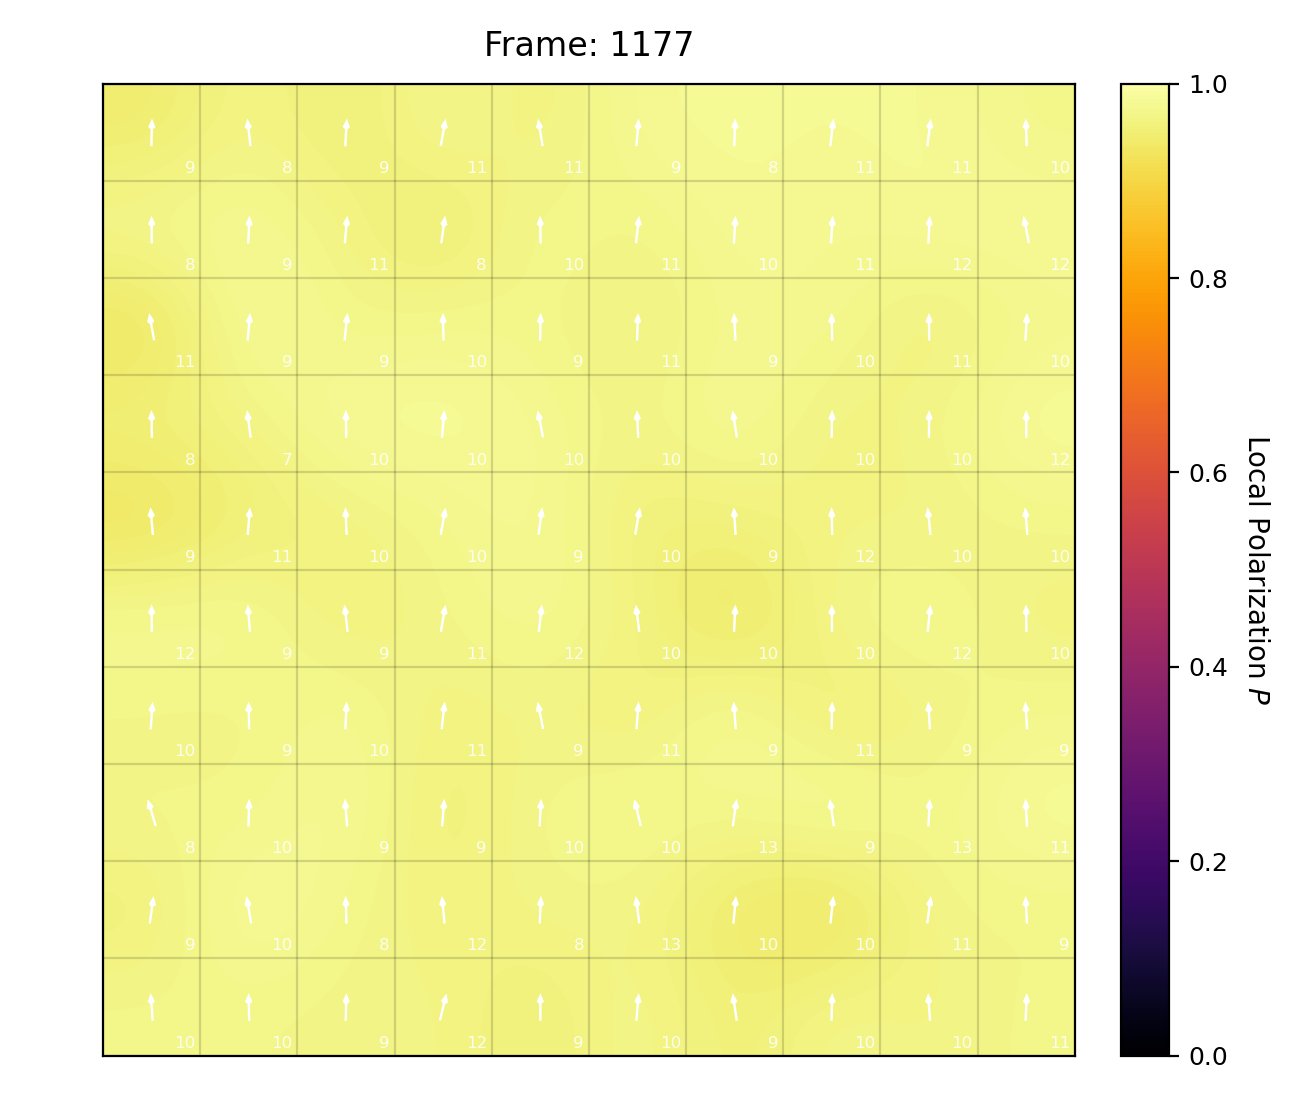 Frame: 1177
9 8 9 11 11 9 8 11 11 10
8 9 11 8 10 11 10 11 12 12
11 9 9 10 9 11 9 10 11 10
8 7 10 10 10 10 10 10 10 12
9 11 10 10 9 10 9 12 10 10
12 9 9 11 12 10 10 10 12 10
10 9 10 11 9 11 9 11 9 9
8 10 9 9 10 10 13 9 13 11
9 10 8 12 8 13 10 10 11 9
10 10 9 12 9 10 9 10 10 11
1.0
0.8
0.6
0.4
0.2
0.0
Local Polarization P